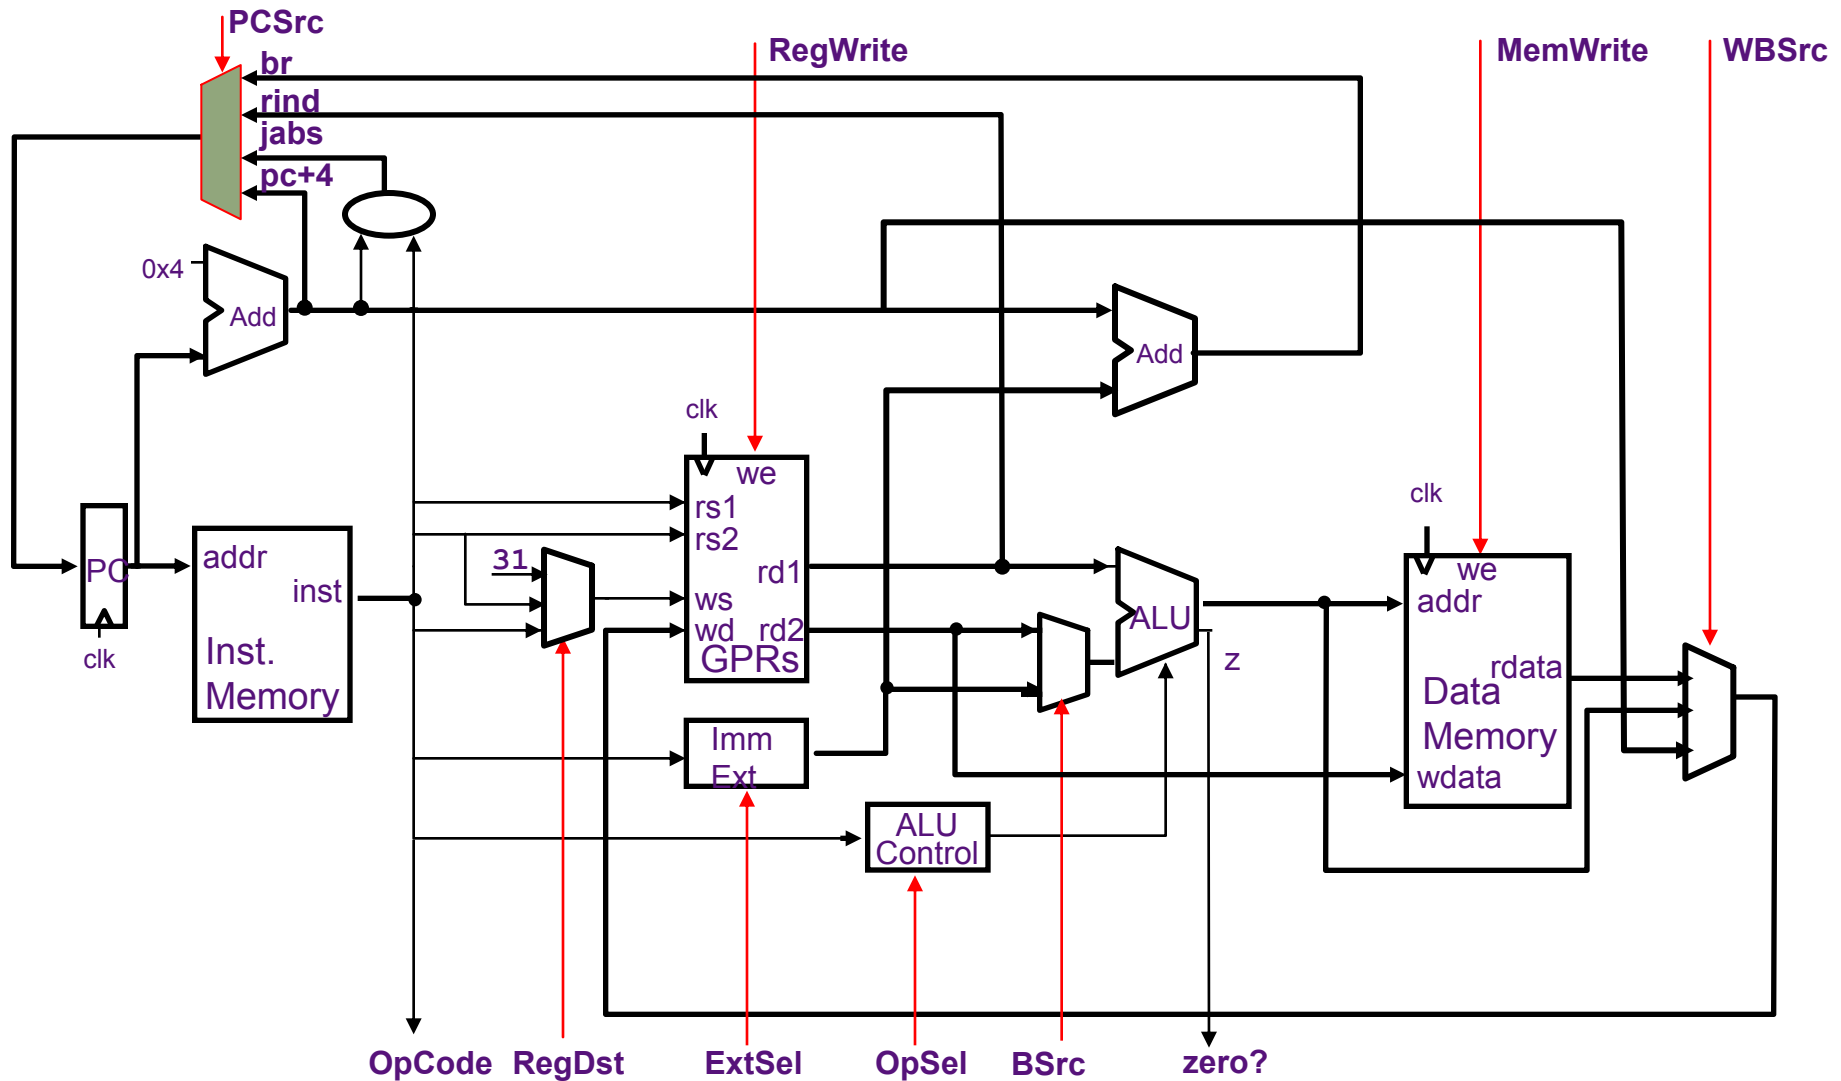 PCSrc
br
rind
jabs
pc+4
RegWrite
MemWrite
WBSrc
0x4
Add
Add
clk
we
rs1
rs2
rd1
ws
wd
rd2
GPRs
31
PC
clk
addr
inst
Inst.
Memory
ALU
z
clk
we
addr
rdata
Data
Memory
wdata
Imm
Ext
ALU
Control
OpCode
RegDst
ExtSel
OpSel
BSrc
zero?